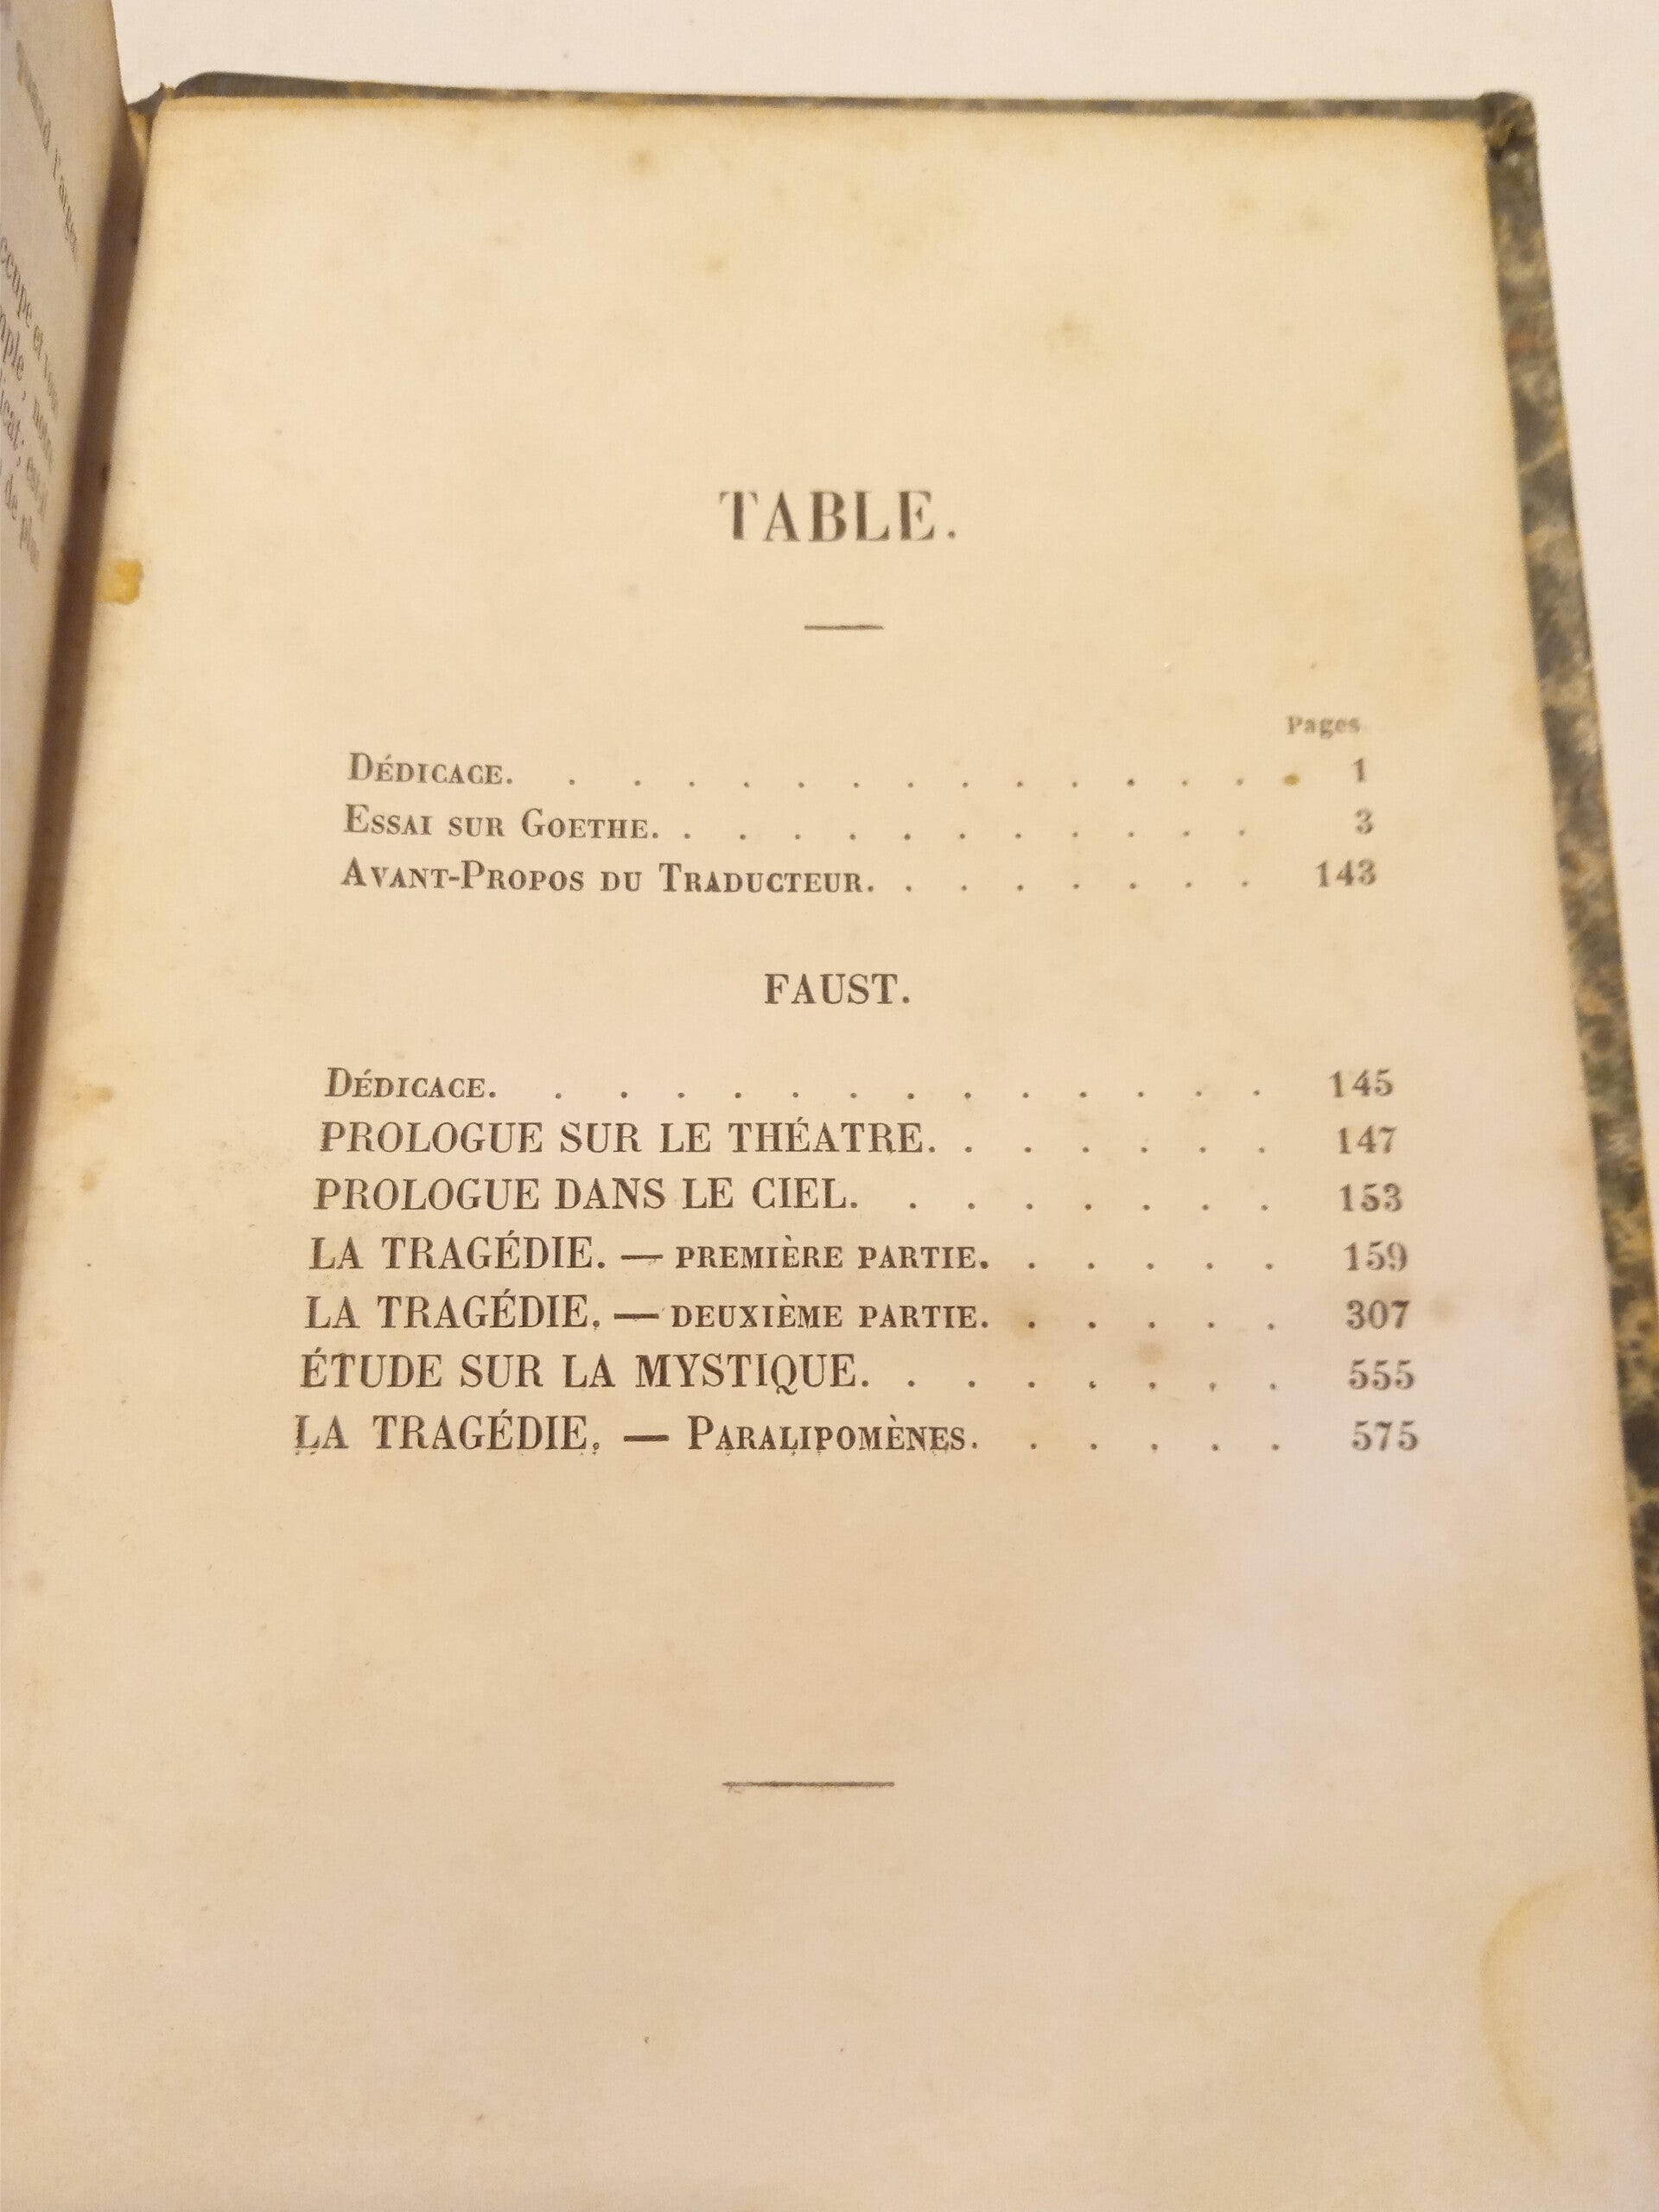 TABLE.
Pages
DÉDICACE. . . . . . . . . . . . . . . 1
ESSAI SUR GOETHE. . . . . . . . . . . . 3
AVANT-PROPOS DU TRADUCTEUR. . . . . . . . 143
FAUST.
DÉDICACE. . . . . . . . . . . . . . 145
PROLOGUE SUR LE THÉATRE. . . . . . . 147
PROLOGUE DANS LE CIEL. . . . . . . . 153
LA TRAGÉDIE. — PREMIÈRE PARTIE. . . . . . 159
LA TRAGÉDIE. — DEUXIÈME PARTIE. . . . . . 307
ÉTUDE SUR LA MYSTIQUE. . . . . . . . 555
LA TRAGÉDIE. — PARALIPOMÈNES. . . . . . 575